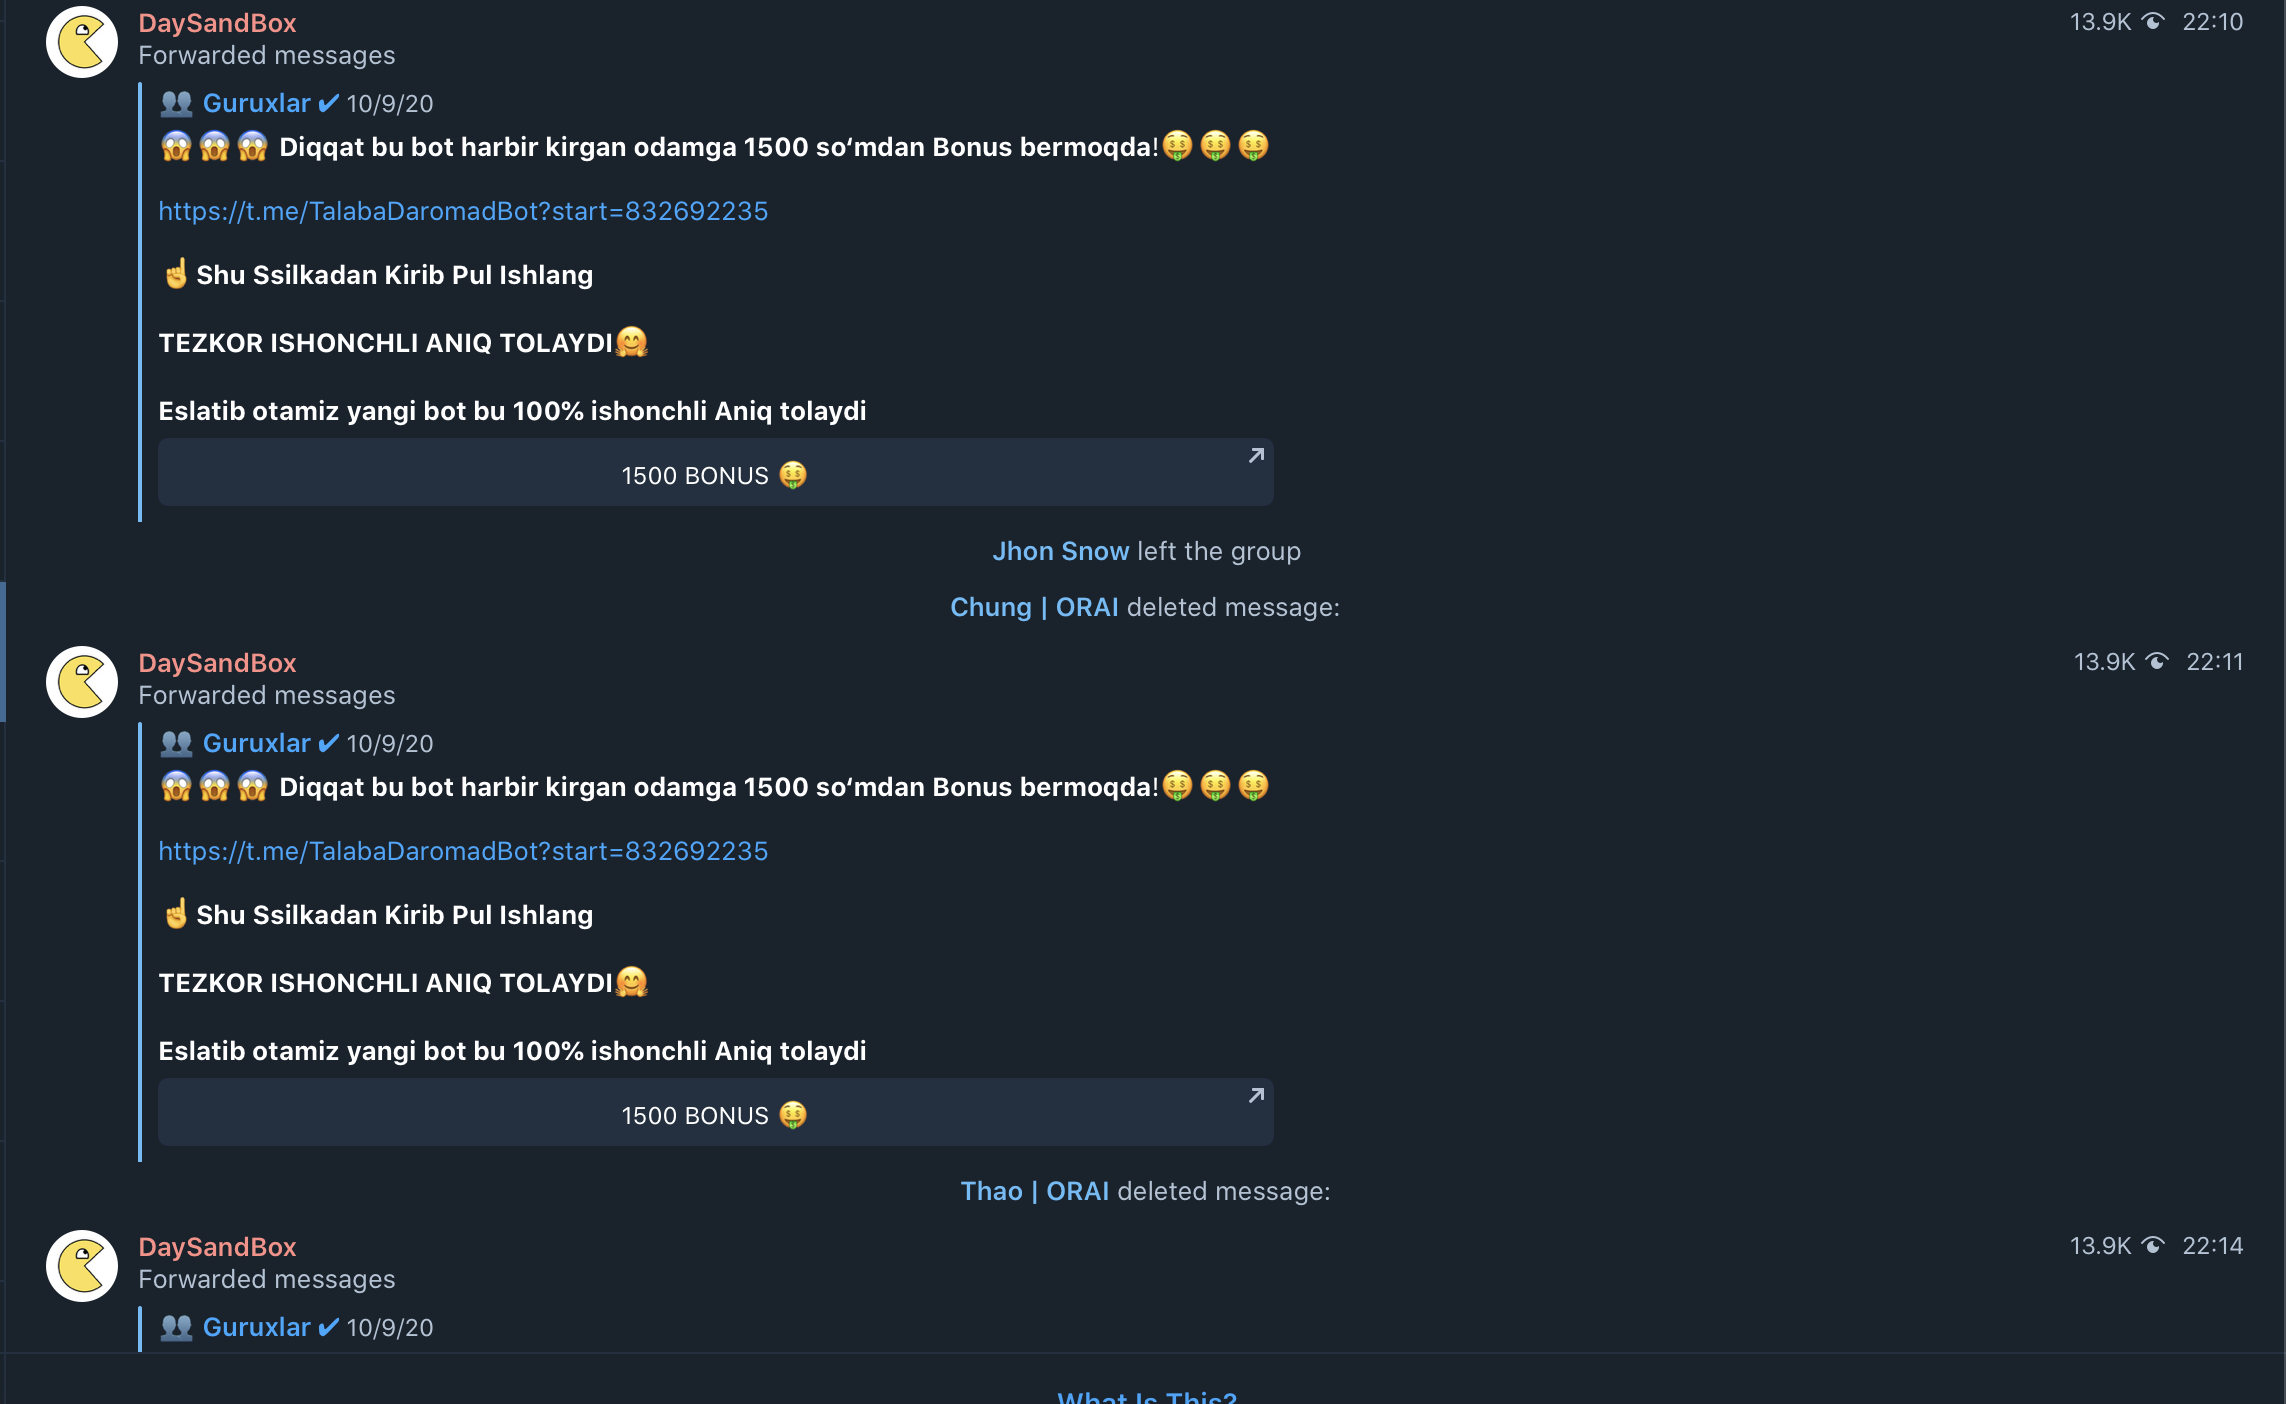 DaySandBox 13.9K 22:10
Forwarded messages
Guruxlar ✔ 10/9/20
😱😱😱 Diqqat bu bot harbir kirgan odamga 1500 so‘mdan Bonus bermoqda!🤑🤑🤑
https://t.me/TalabaDaromadBot?start=832692235
☝Shu Ssilkadan Kirib Pul Ishlang
TEZKOR ISHONCHLI ANIQ TOLAYDI🤗
Eslatib otamiz yangi bot bu 100% ishonchli Aniq tolaydi
1500 BONUS 🤑
Jhon Snow left the group
Chung | ORAI deleted message:
DaySandBox 13.9K 22:11
Forwarded messages
Guruxlar ✔ 10/9/20
😱😱😱 Diqqat bu bot harbir kirgan odamga 1500 so‘mdan Bonus bermoqda!🤑🤑🤑
https://t.me/TalabaDaromadBot?start=832692235
☝Shu Ssilkadan Kirib Pul Ishlang
TEZKOR ISHONCHLI ANIQ TOLAYDI🤗
Eslatib otamiz yangi bot bu 100% ishonchli Aniq tolaydi
1500 BONUS 🤑
Thao | ORAI deleted message:
DaySandBox 13.9K 22:14
Forwarded messages
Guruxlar ✔ 10/9/20
What Is This?